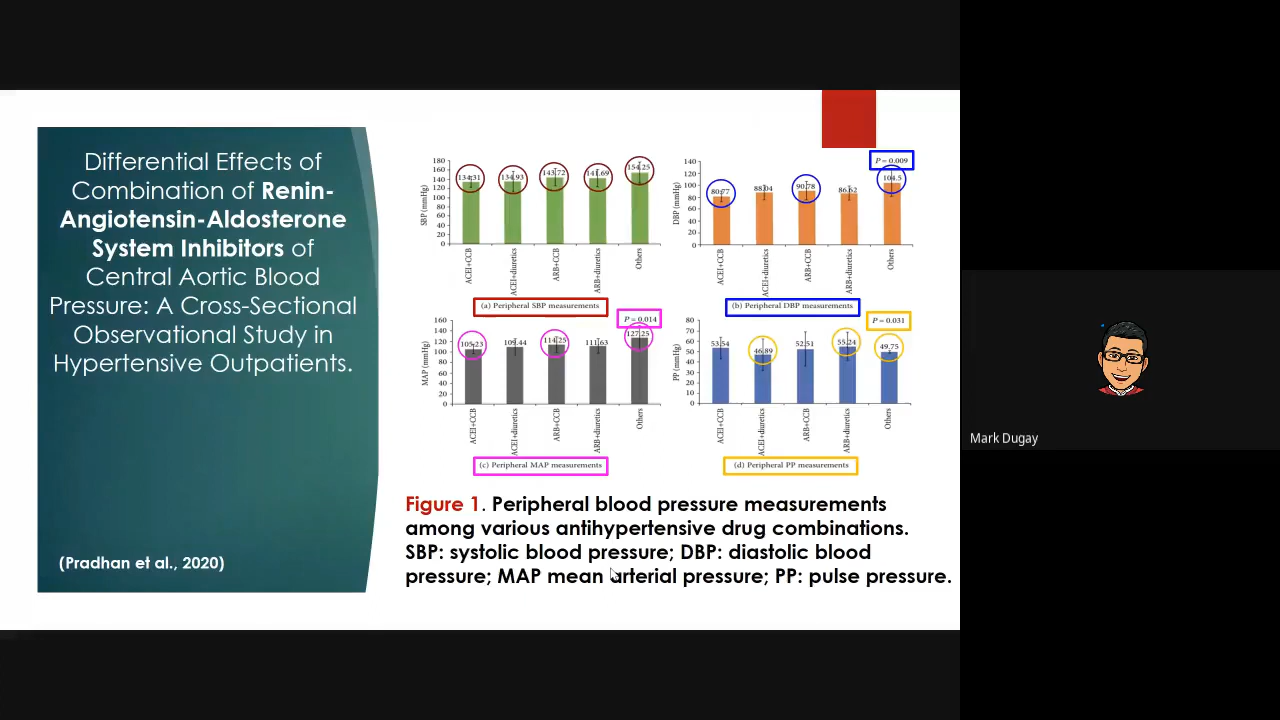 Differential Effects of
Combination of Renin-
Angiotensin-Aldosterone
System Inhibitors of
Central Aortic Blood
Pressure: A Cross-Sectional
Observational Study in
Hypertensive Outpatients.
(Pradhan et al., 2020)
SBP (mmHg)
180
160
140
120
100
80
60
40
20
0
134.31
134.93
143.72
141.69
154.25
ACEI+CCB
ACEI+diuretics
ARB+CCB
ARB+diuretics
Others
(a) Peripheral SBP measurements
DBP (mmHg)
140
120
100
80
60
40
20
0
P = 0.009
80.77
88.04
90.78
86.62
104.5
ACEI+CCB
ACEI+diuretics
ARB+CCB
ARB+diuretics
Others
(b) Peripheral DBP measurements
MAP (mmHg)
160
140
120
100
80
60
40
20
0
P = 0.014
105.23
109.44
114.25
111.63
127.25
ACEI+CCB
ACEI+diuretics
ARB+CCB
ARB+diuretics
Others
(c) Peripheral MAP measurements
PP (mmHg)
80
70
60
50
40
30
20
10
0
P = 0.031
53.54
46.89
52.51
55.24
49.75
ACEI+CCB
ACEI+diuretics
ARB+CCB
ARB+diuretics
Others
(d) Peripheral PP measurements
Figure 1. Peripheral blood pressure measurements
among various antihypertensive drug combinations.
SBP: systolic blood pressure; DBP: diastolic blood
pressure; MAP mean arterial pressure; PP: pulse pressure.
Mark Dugay